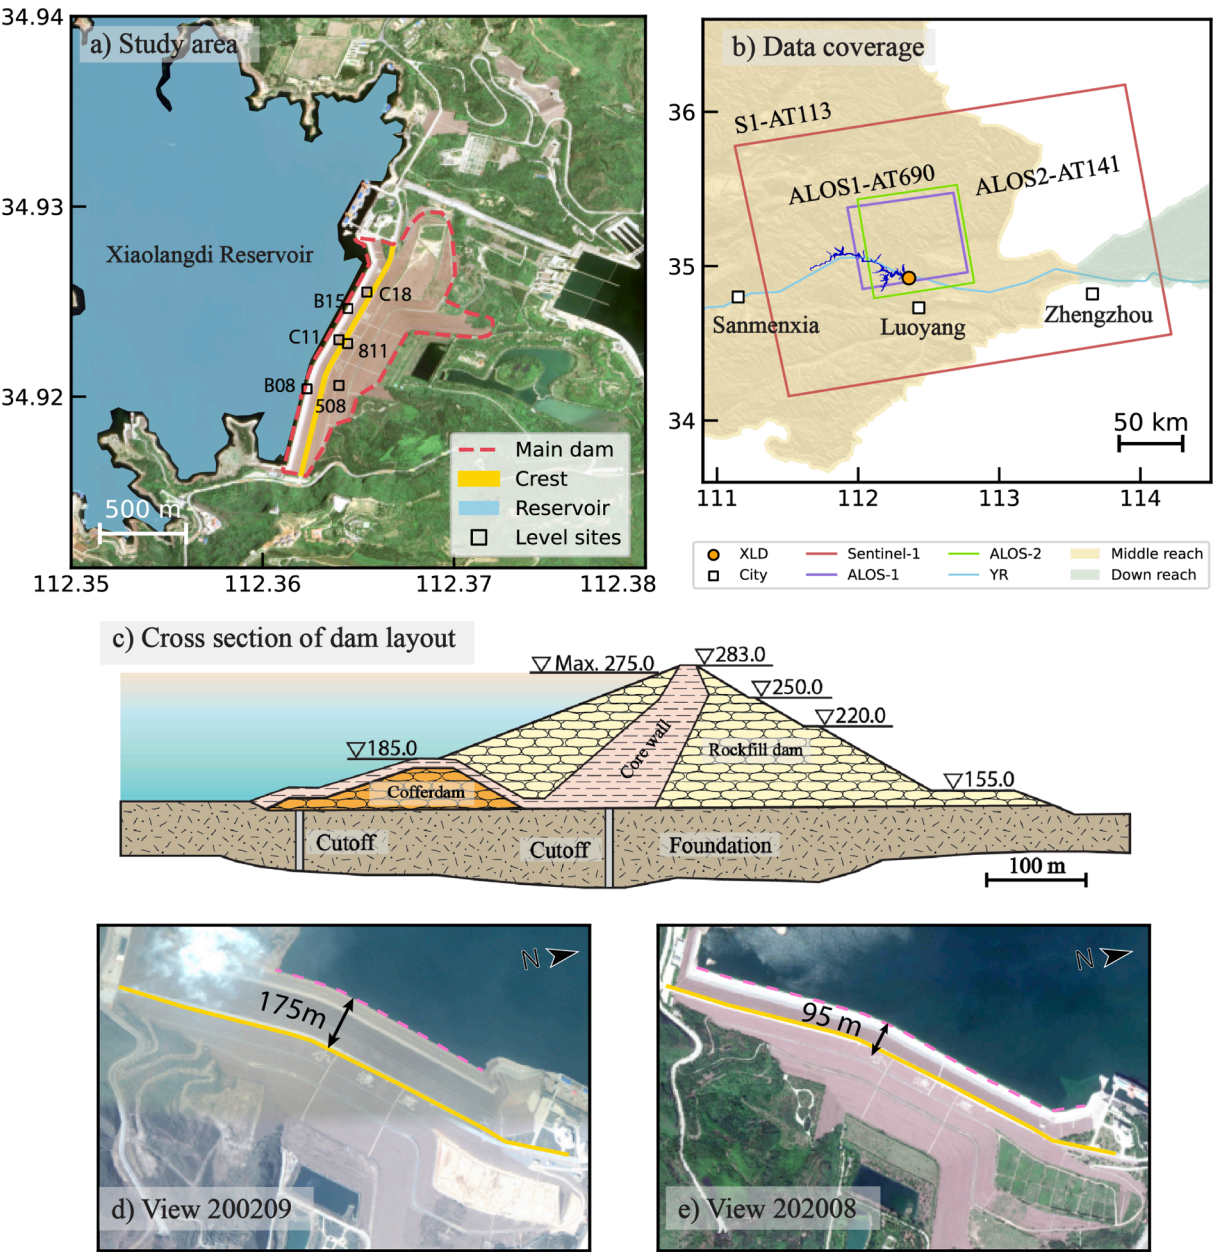 a) Study area
34.94
34.93
34.92
112.35
112.36
112.37
112.38
Xiaolangdi Reservoir
B15
C18
C11
811
B08
508
500 m
Main dam
Crest
Reservoir
Level sites
b) Data coverage
36
35
34
111
112
113
114
S1-AT113
ALOS1-AT690
ALOS2-AT141
Sanmenxia
Luoyang
Zhengzhou
50 km
XLD
City
Sentinel-1
ALOS-1
ALOS-2
YR
Middle reach
Down reach
c) Cross section of dam layout
Max. 275.0
283.0
250.0
220.0
185.0
155.0
Core wall
Rockfill dam
Cofferdam
Cutoff
Cutoff
Foundation
100 m
N
175m
d) View 200209
N
95 m
e) View 202008